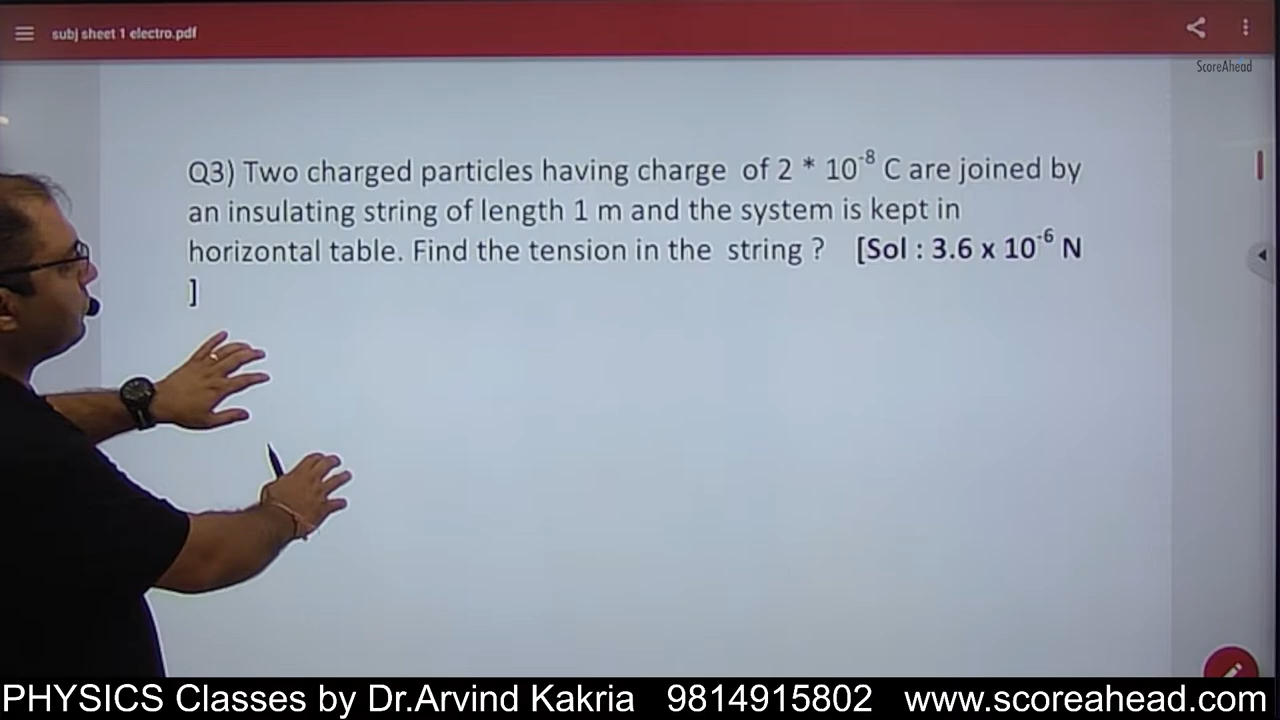 subj sheet 1 electro.pdf
ScoreAhead
Q3) Two charged particles having charge of 2 * 10⁻⁸ C are joined by
an insulating string of length 1 m and the system is kept in
horizontal table. Find the tension in the string ? [Sol : 3.6 x 10⁻⁶ N
]
PHYSICS Classes by Dr.Arvind Kakria 9814915802 www.scoreahead.com